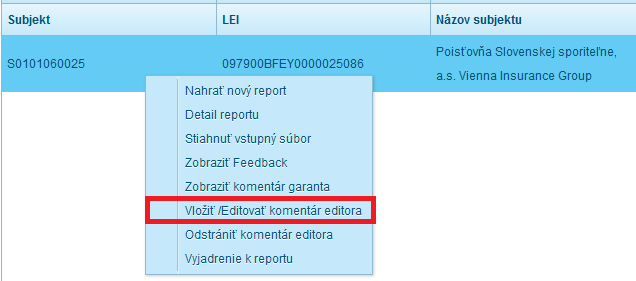 Subjekt LEI Názov subjektu
S0101060025 097900BFEY0000025086 Poisťovňa Slovenskej sporiteľne,
a.s. Vienna Insurance Group
Nahrať nový report
Detail reportu
Stiahnuť vstupný súbor
Zobraziť Feedback
Zobraziť komentár garanta
Vložiť /Editovať komentár editora
Odstrániť komentár editora
Vyjadrenie k reportu